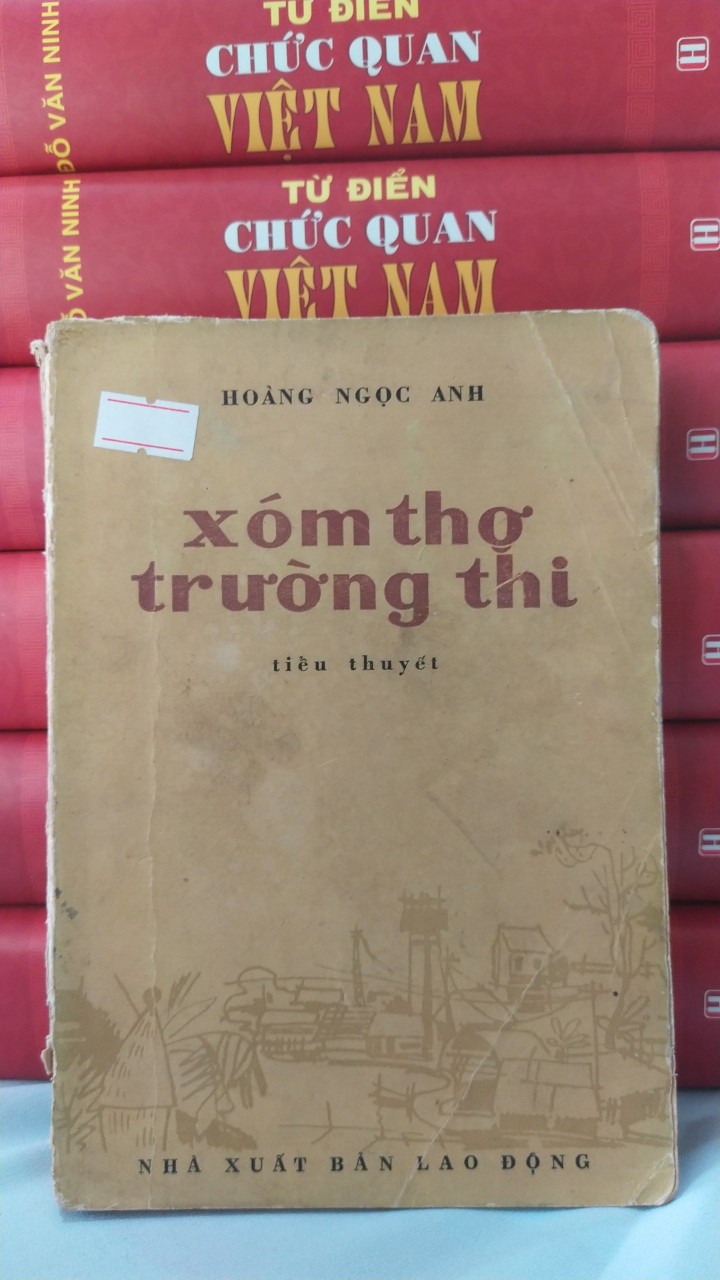 TỪ ĐIỂN
CHỨC QUAN
VIỆT NAM
ĐỖ VĂN NINH
H
TỪ ĐIỂN
CHỨC QUAN
VIỆT NAM
ĐỖ VĂN NINH
H
H
H
H
H
HOÀNG NGỌC ANH
xóm thợ
trường thi
tiểu thuyết
NHÀ XUẤT BẢN LAO ĐỘNG